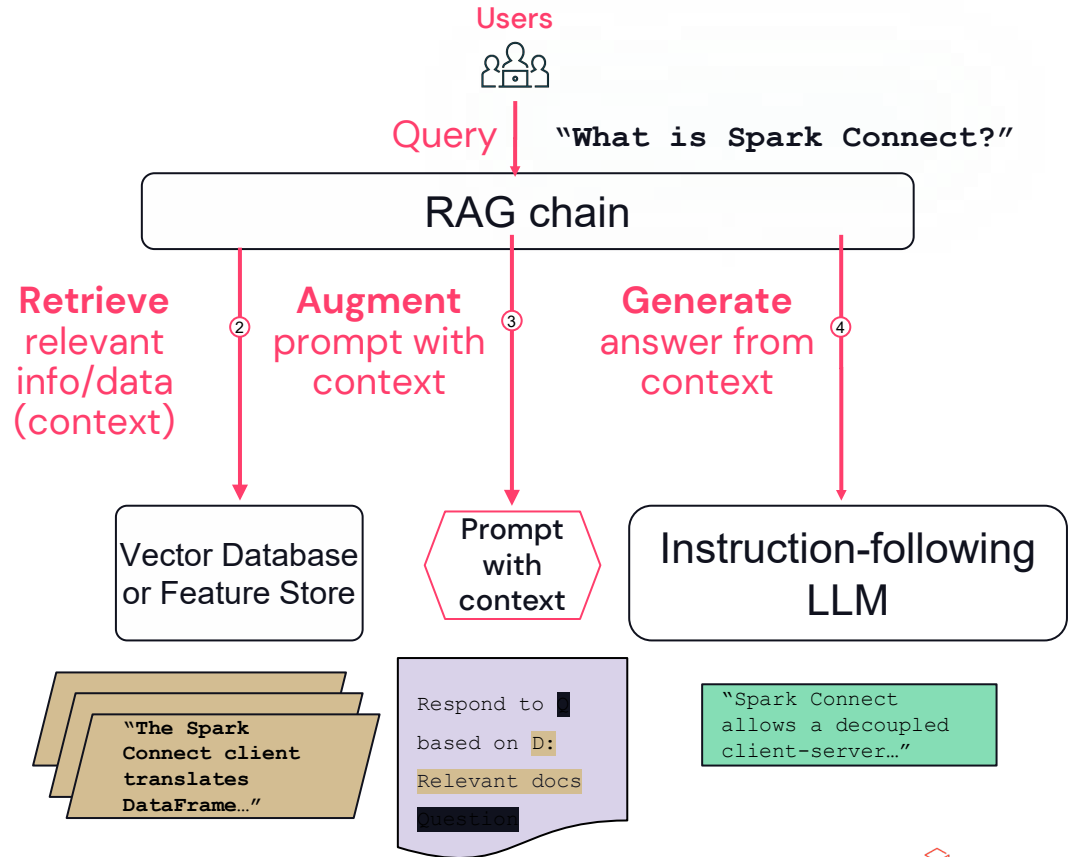 Users
Query
“What is Spark Connect?”
RAG chain
Retrieve
relevant
info/data
(context)
2
Augment
prompt with
context
3
Generate
answer from
context
4
Vector Database
or Feature Store
Prompt
with
context
Instruction-following
LLM
“The Spark
Connect client
translates
DataFrame…”
Respond to Q
based on D:
Relevant docs
Question
“Spark Connect
allows a decoupled
client-server…”